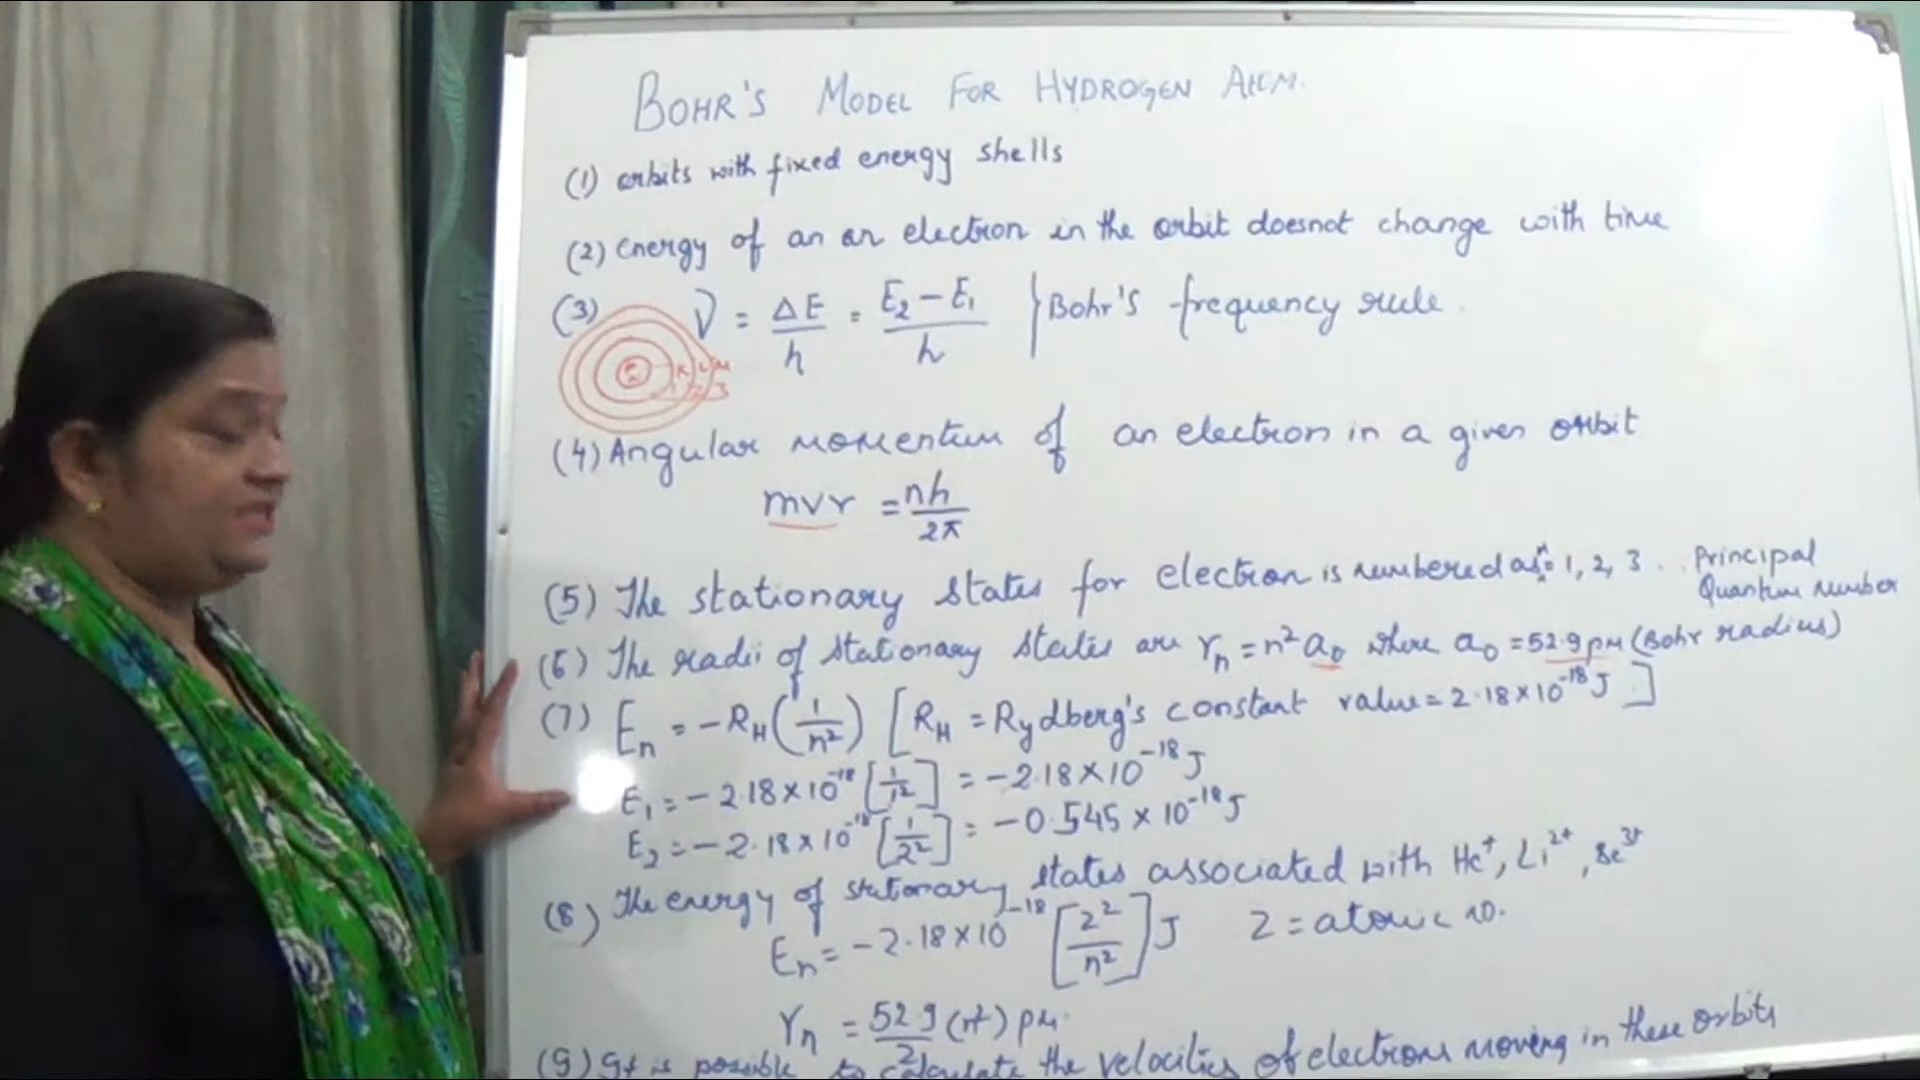 BOHR'S MODEL FOR HYDROGEN ATOM.
(1) orbits with fixed energy shells
(2) Energy of an an electron in the orbit doesnot change with time
(3) ν = ΔE/h = E₂-E₁/h } Bohr's frequency rule.
K L M
1 2 3
(4) Angular momentum of an electron in a given orbit
mvr = nh/2π
(5) The stationary states for electron is numbered as n= 1, 2, 3 .. Principal Quantum number
(6) The radii of stationary states are rₙ = n²a₀ where a₀ = 52.9 pm (Bohr radius)
(7) Eₙ = -R_H (1/n²) [R_H = Rydberg's constant value = 2.18×10⁻¹⁸ J]
E₁ = -2.18×10⁻¹⁸ [1/1²] = -2.18×10⁻¹⁸ J
E₂ = -2.18×10⁻¹⁸ [1/2²] = -0.545×10⁻¹⁸ J
(8) The energy of stationary states associated with He⁺, Li²⁺, Be³⁺
Eₙ = -2.18×10⁻¹⁸ [Z²/n²] J Z = atomic no.
rₙ = 52.9 (n²)/Z pm.
(9) It is possible to calculate the velocities of electrons moving in these orbits